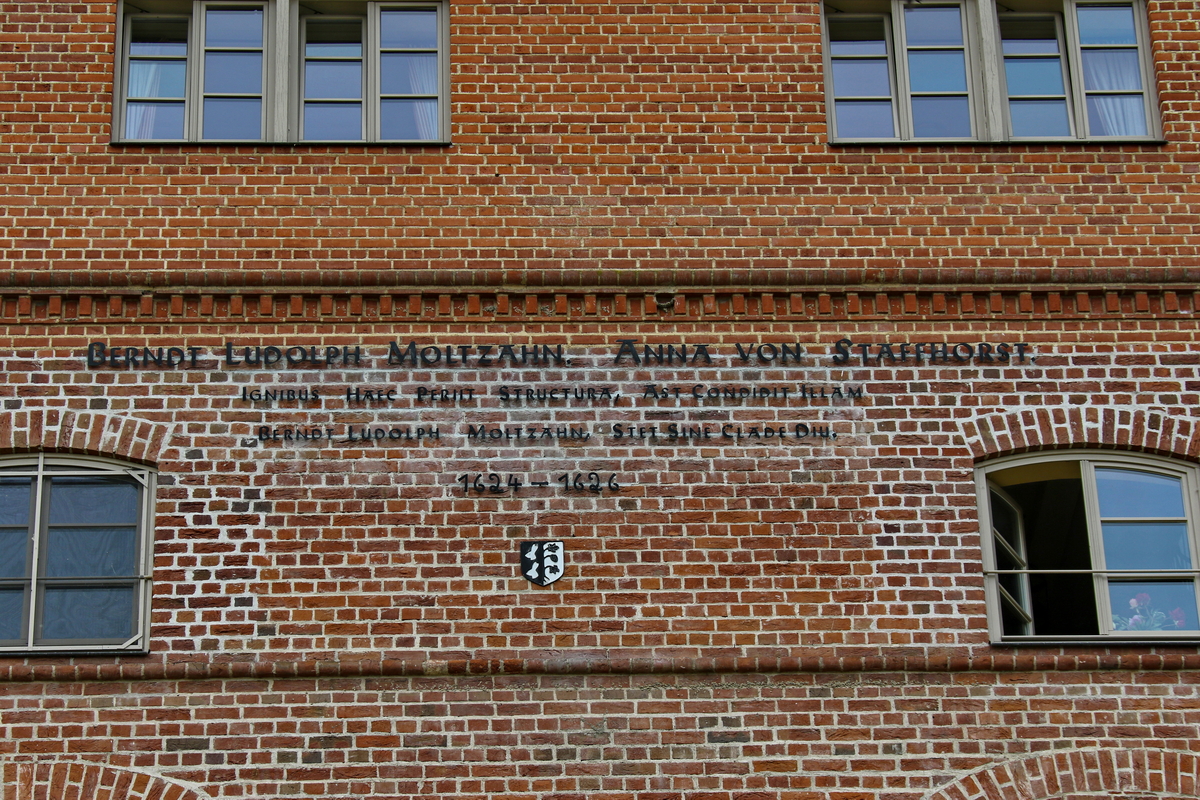 BERNDT LUDOLPH MOLTZAHN. ANNA VON STAFFHORST.
IGNIBUS HAEC PERIIT STRUCTURA, AST CONDIDIT ILLAM
BERNDT LUDOLPH MOLTZAHN. STET SINE CLADE DIU.
1624 – 1626